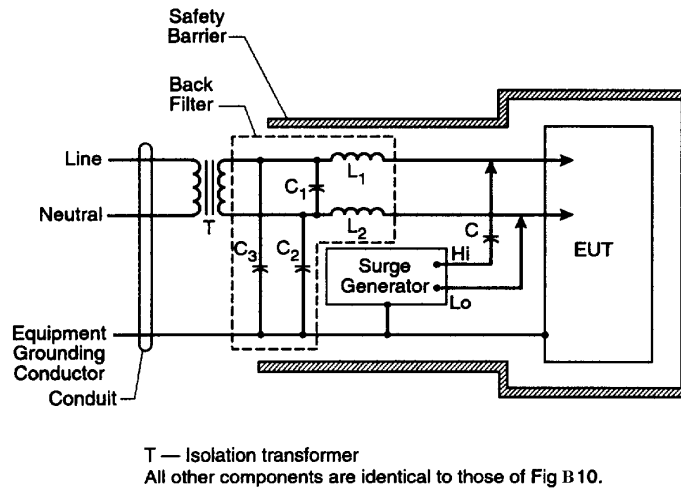 Safety
Barrier
Back
Filter
Line
Neutral
T
C1
L1
L2
C3
C2
C
Hi
Lo
Surge
Generator
EUT
Equipment
Grounding
Conductor
Conduit
T — Isolation transformer
All other components are identical to those of Fig B10.